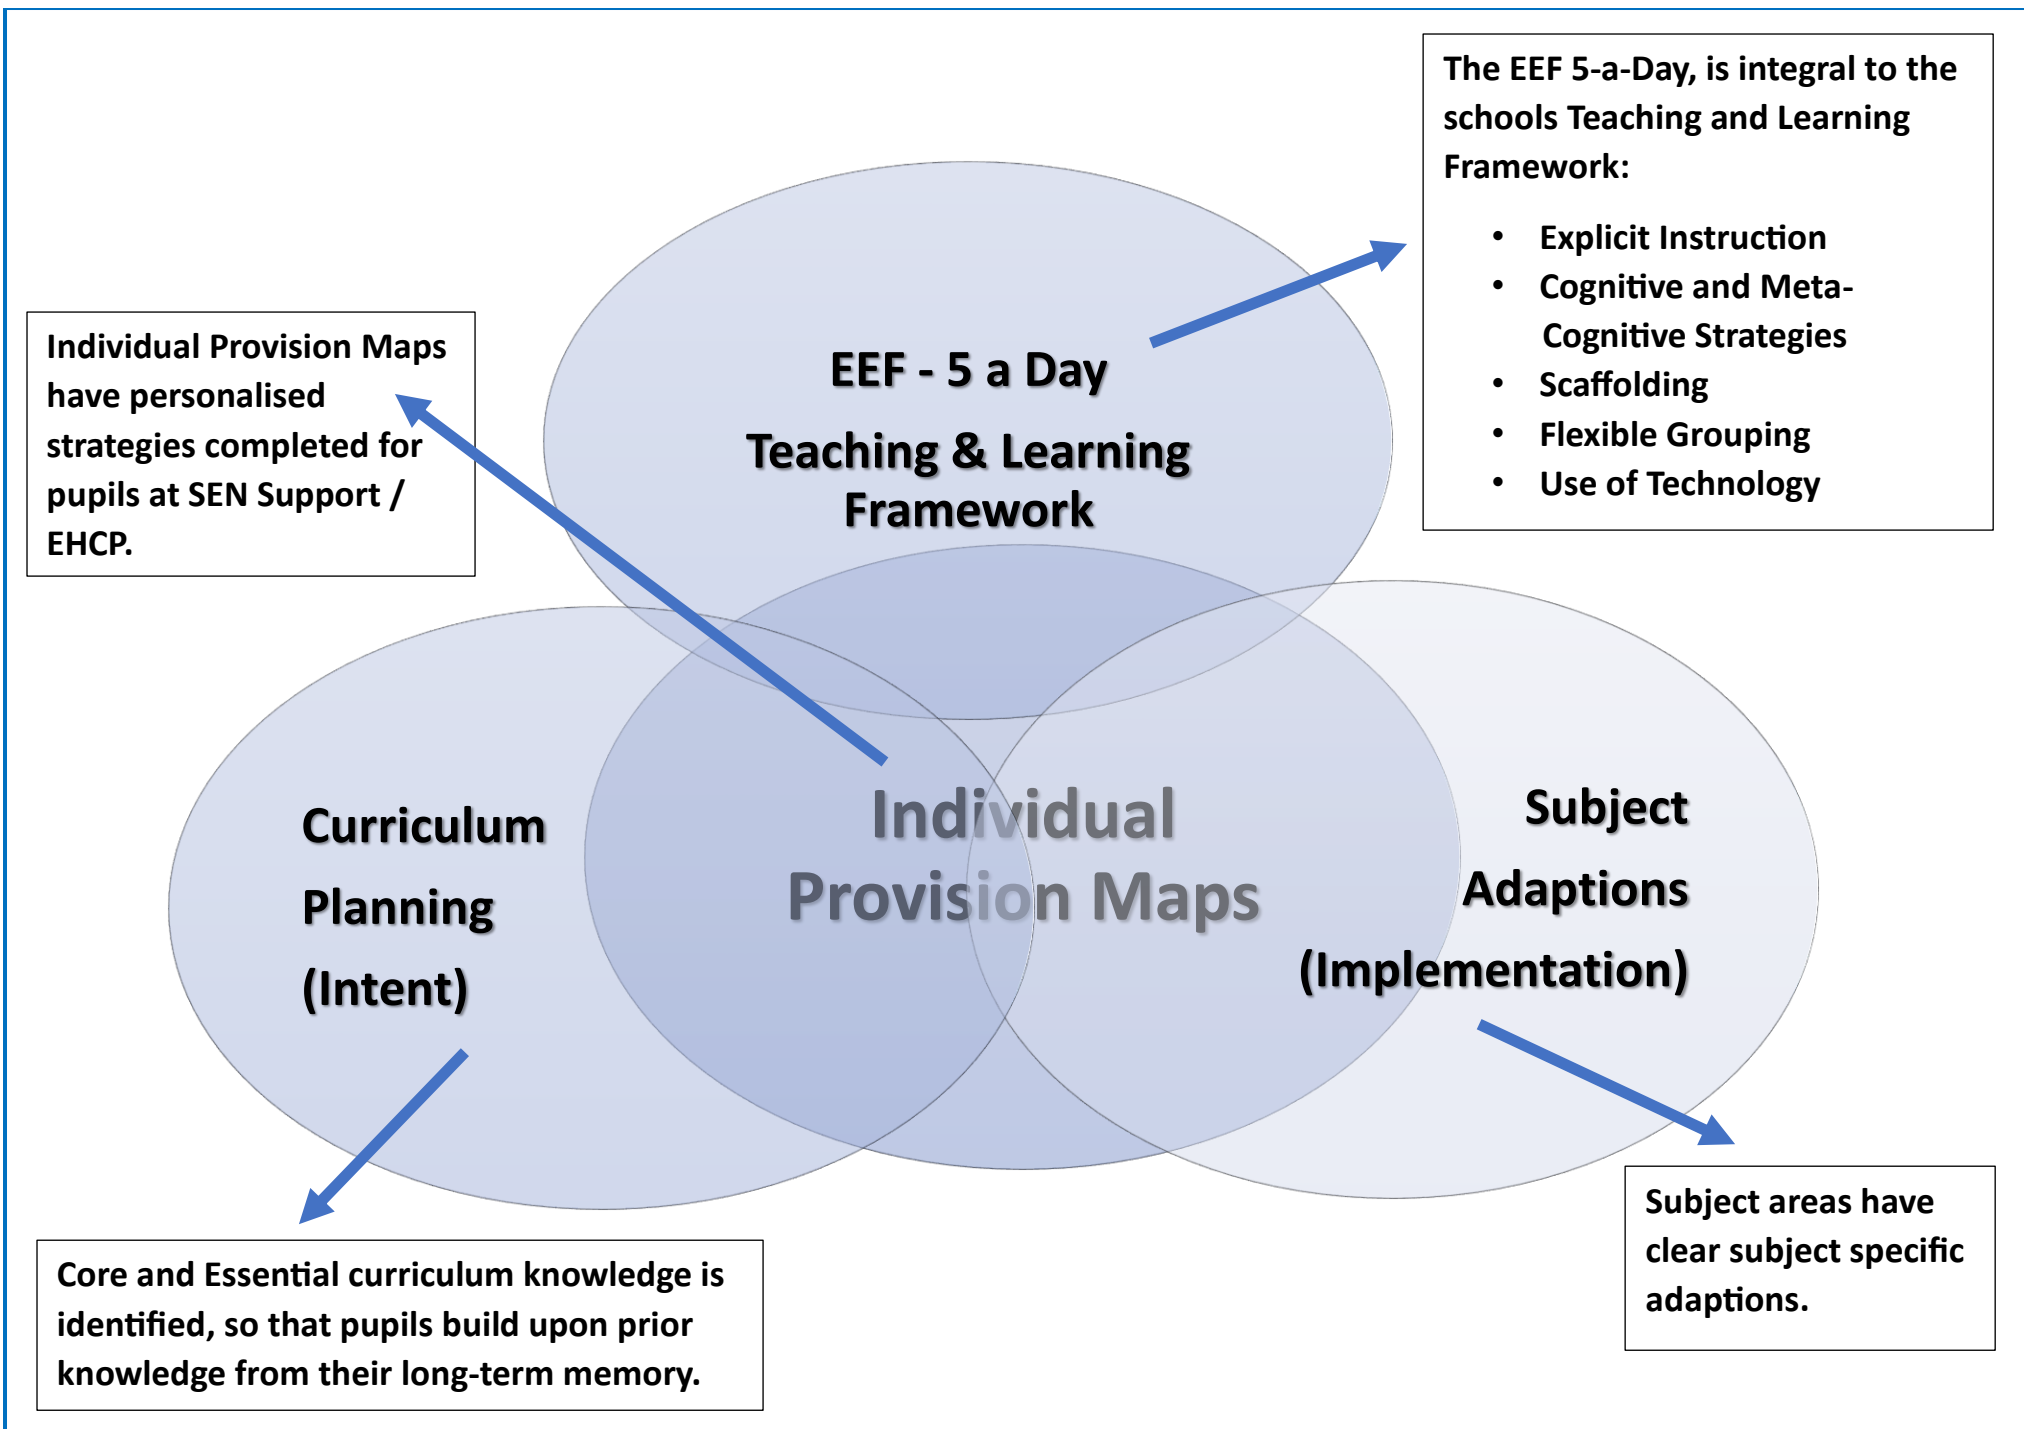 The EEF 5-a-Day, is integral to the
schools Teaching and Learning
Framework:
• Explicit Instruction
• Cognitive and Meta-
Cognitive Strategies
• Scaffolding
• Flexible Grouping
• Use of Technology
Individual Provision Maps
have personalised
strategies completed for
pupils at SEN Support /
EHCP.
EEF - 5 a Day
Teaching & Learning
Framework
Curriculum
Planning
(Intent)
Individual
Provision Maps
Subject
Adaptions
(Implementation)
Core and Essential curriculum knowledge is
identified, so that pupils build upon prior
knowledge from their long-term memory.
Subject areas have
clear subject specific
adaptions.